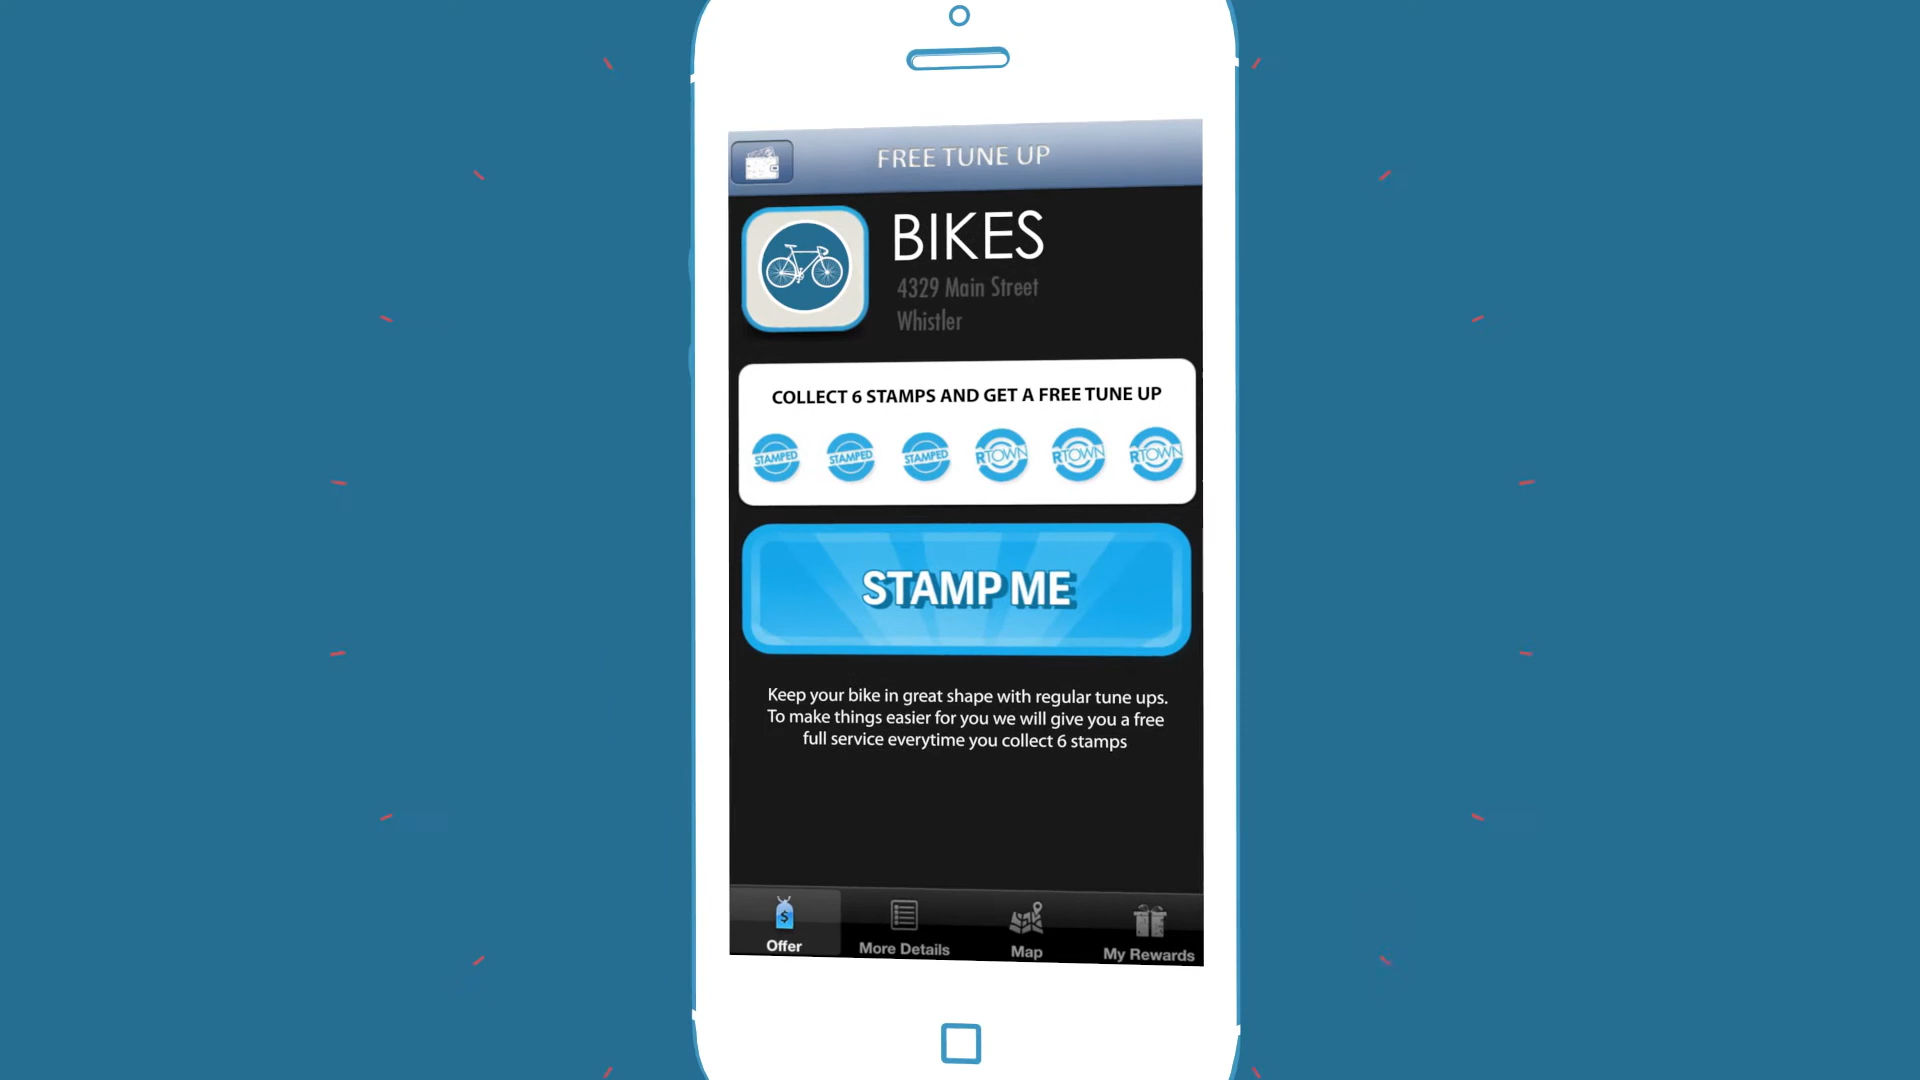 FREE TUNE UP
BIKES
4329 Main Street
Whistler
COLLECT 6 STAMPS AND GET A FREE TUNE UP
STAMPED STAMPED STAMPED RTOWN RTOWN RTOWN
STAMP ME
Keep your bike in great shape with regular tune ups.
To make things easier for you we will give you a free
full service everytime you collect 6 stamps
$
Offer More Details Map My Rewards